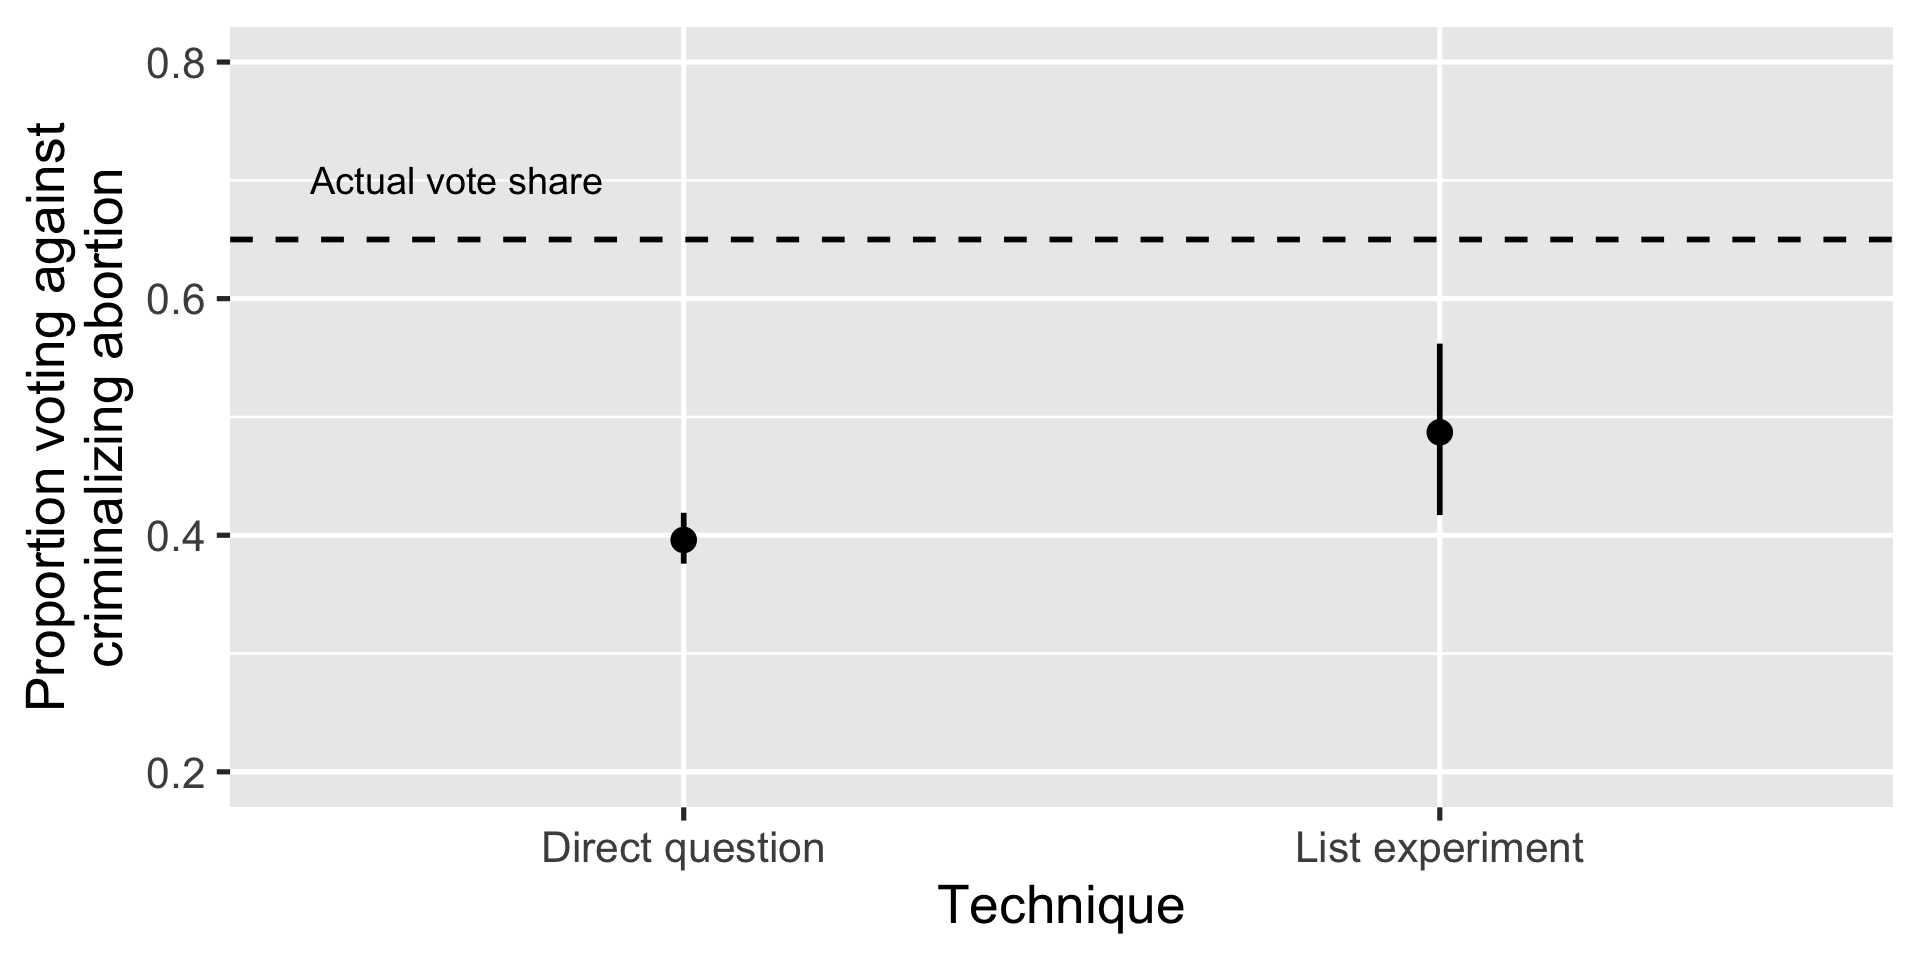 Proportion voting against
criminalizing abortion
0.8
0.6
0.4
0.2
Actual vote share
Direct question
List experiment
Technique